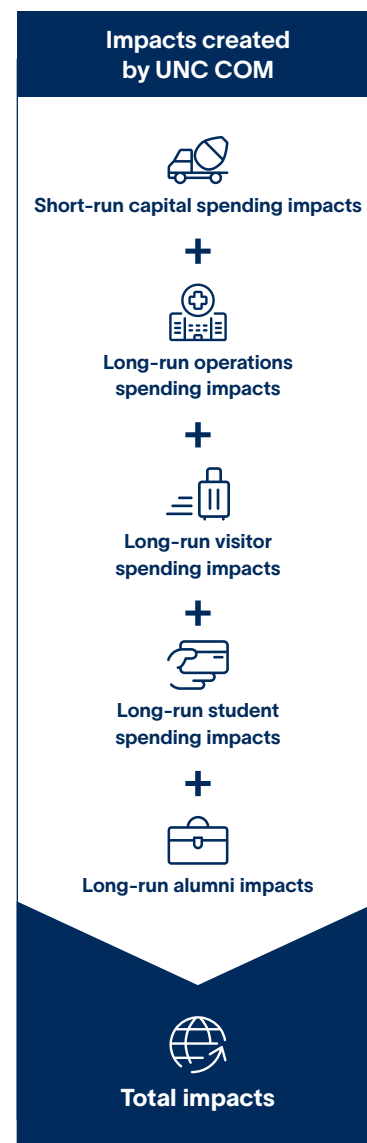 Impacts created
by UNC COM
Short-run capital spending impacts
+
Long-run operations
spending impacts
+
Long-run visitor
spending impacts
+
Long-run student
spending impacts
+
Long-run alumni impacts
Total impacts